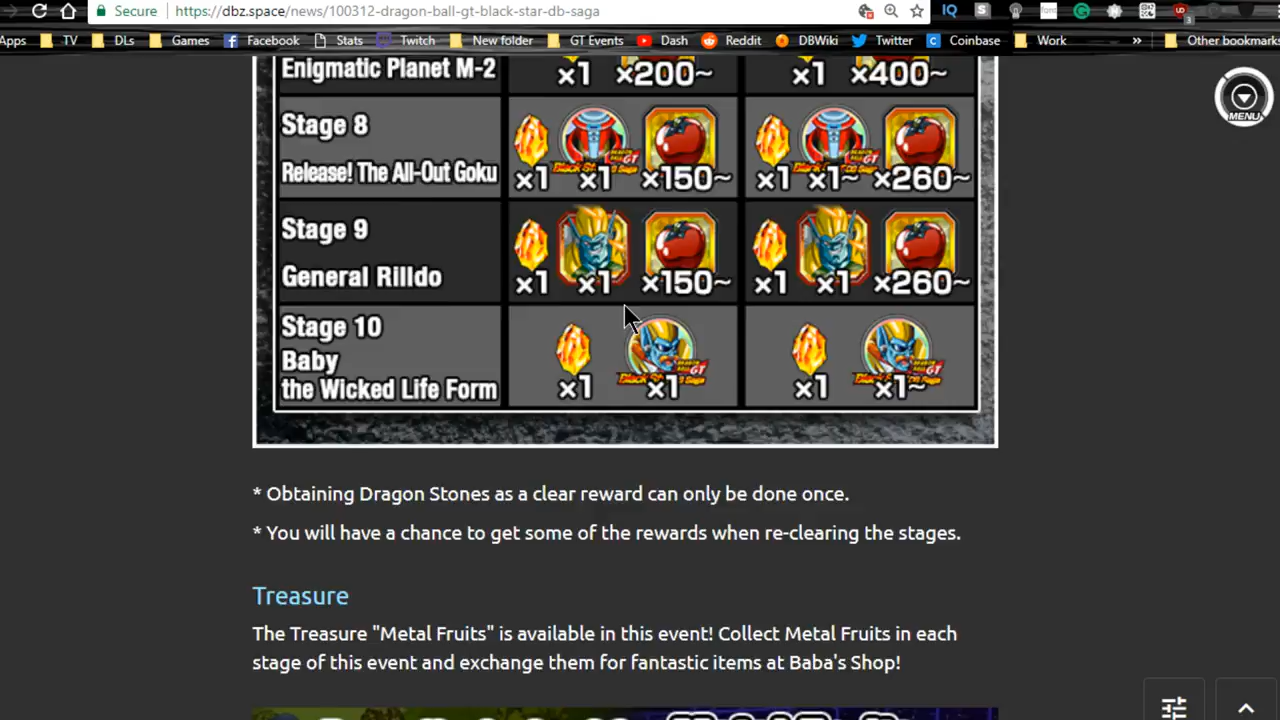 Secure https://dbz.space/news/100312-dragon-ball-gt-black-star-db-saga
Apps TV DLs Games Facebook Stats Twitch New folder GT Events Dash Reddit DBWiki Twitter Coinbase Work » Other bookmarks
MENU
Enigmatic Planet M-2 ×1 ×200~ ×1 ×400~
Stage 8
Release! The All-Out Goku ×1 ×1 ×150~ ×1 ×1~ ×260~
Stage 9
General Rilldo ×1 ×1 ×150~ ×1 ×1 ×260~
Stage 10
Baby
the Wicked Life Form ×1 ×1 ×1 ×1~
* Obtaining Dragon Stones as a clear reward can only be done once.
* You will have a chance to get some of the rewards when re-clearing the stages.
Treasure
The Treasure "Metal Fruits" is available in this event! Collect Metal Fruits in each
stage of this event and exchange them for fantastic items at Baba's Shop!